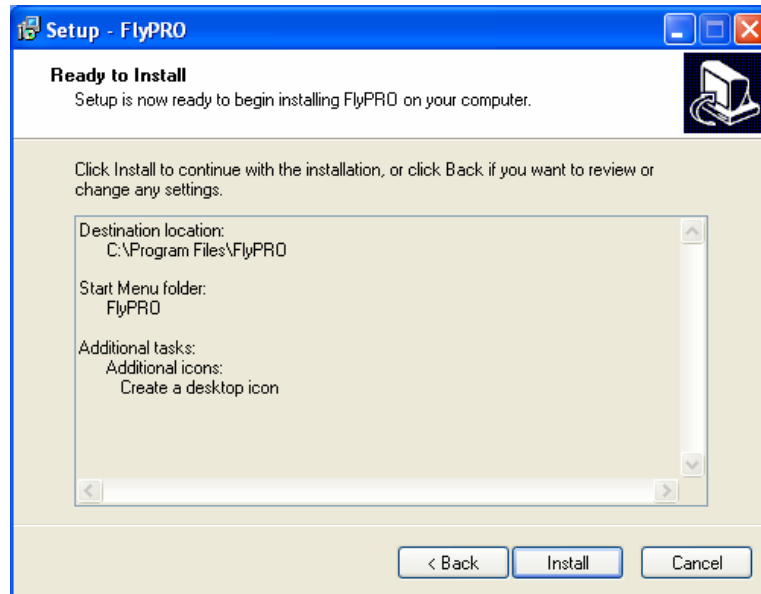 Setup - FlyPRO
Ready to Install
Setup is now ready to begin installing FlyPRO on your computer.
Click Install to continue with the installation, or click Back if you want to review or
change any settings.
Destination location:
C:\Program Files\FlyPRO
Start Menu folder:
FlyPRO
Additional tasks:
Additional icons:
Create a desktop icon
< Back
Install
Cancel